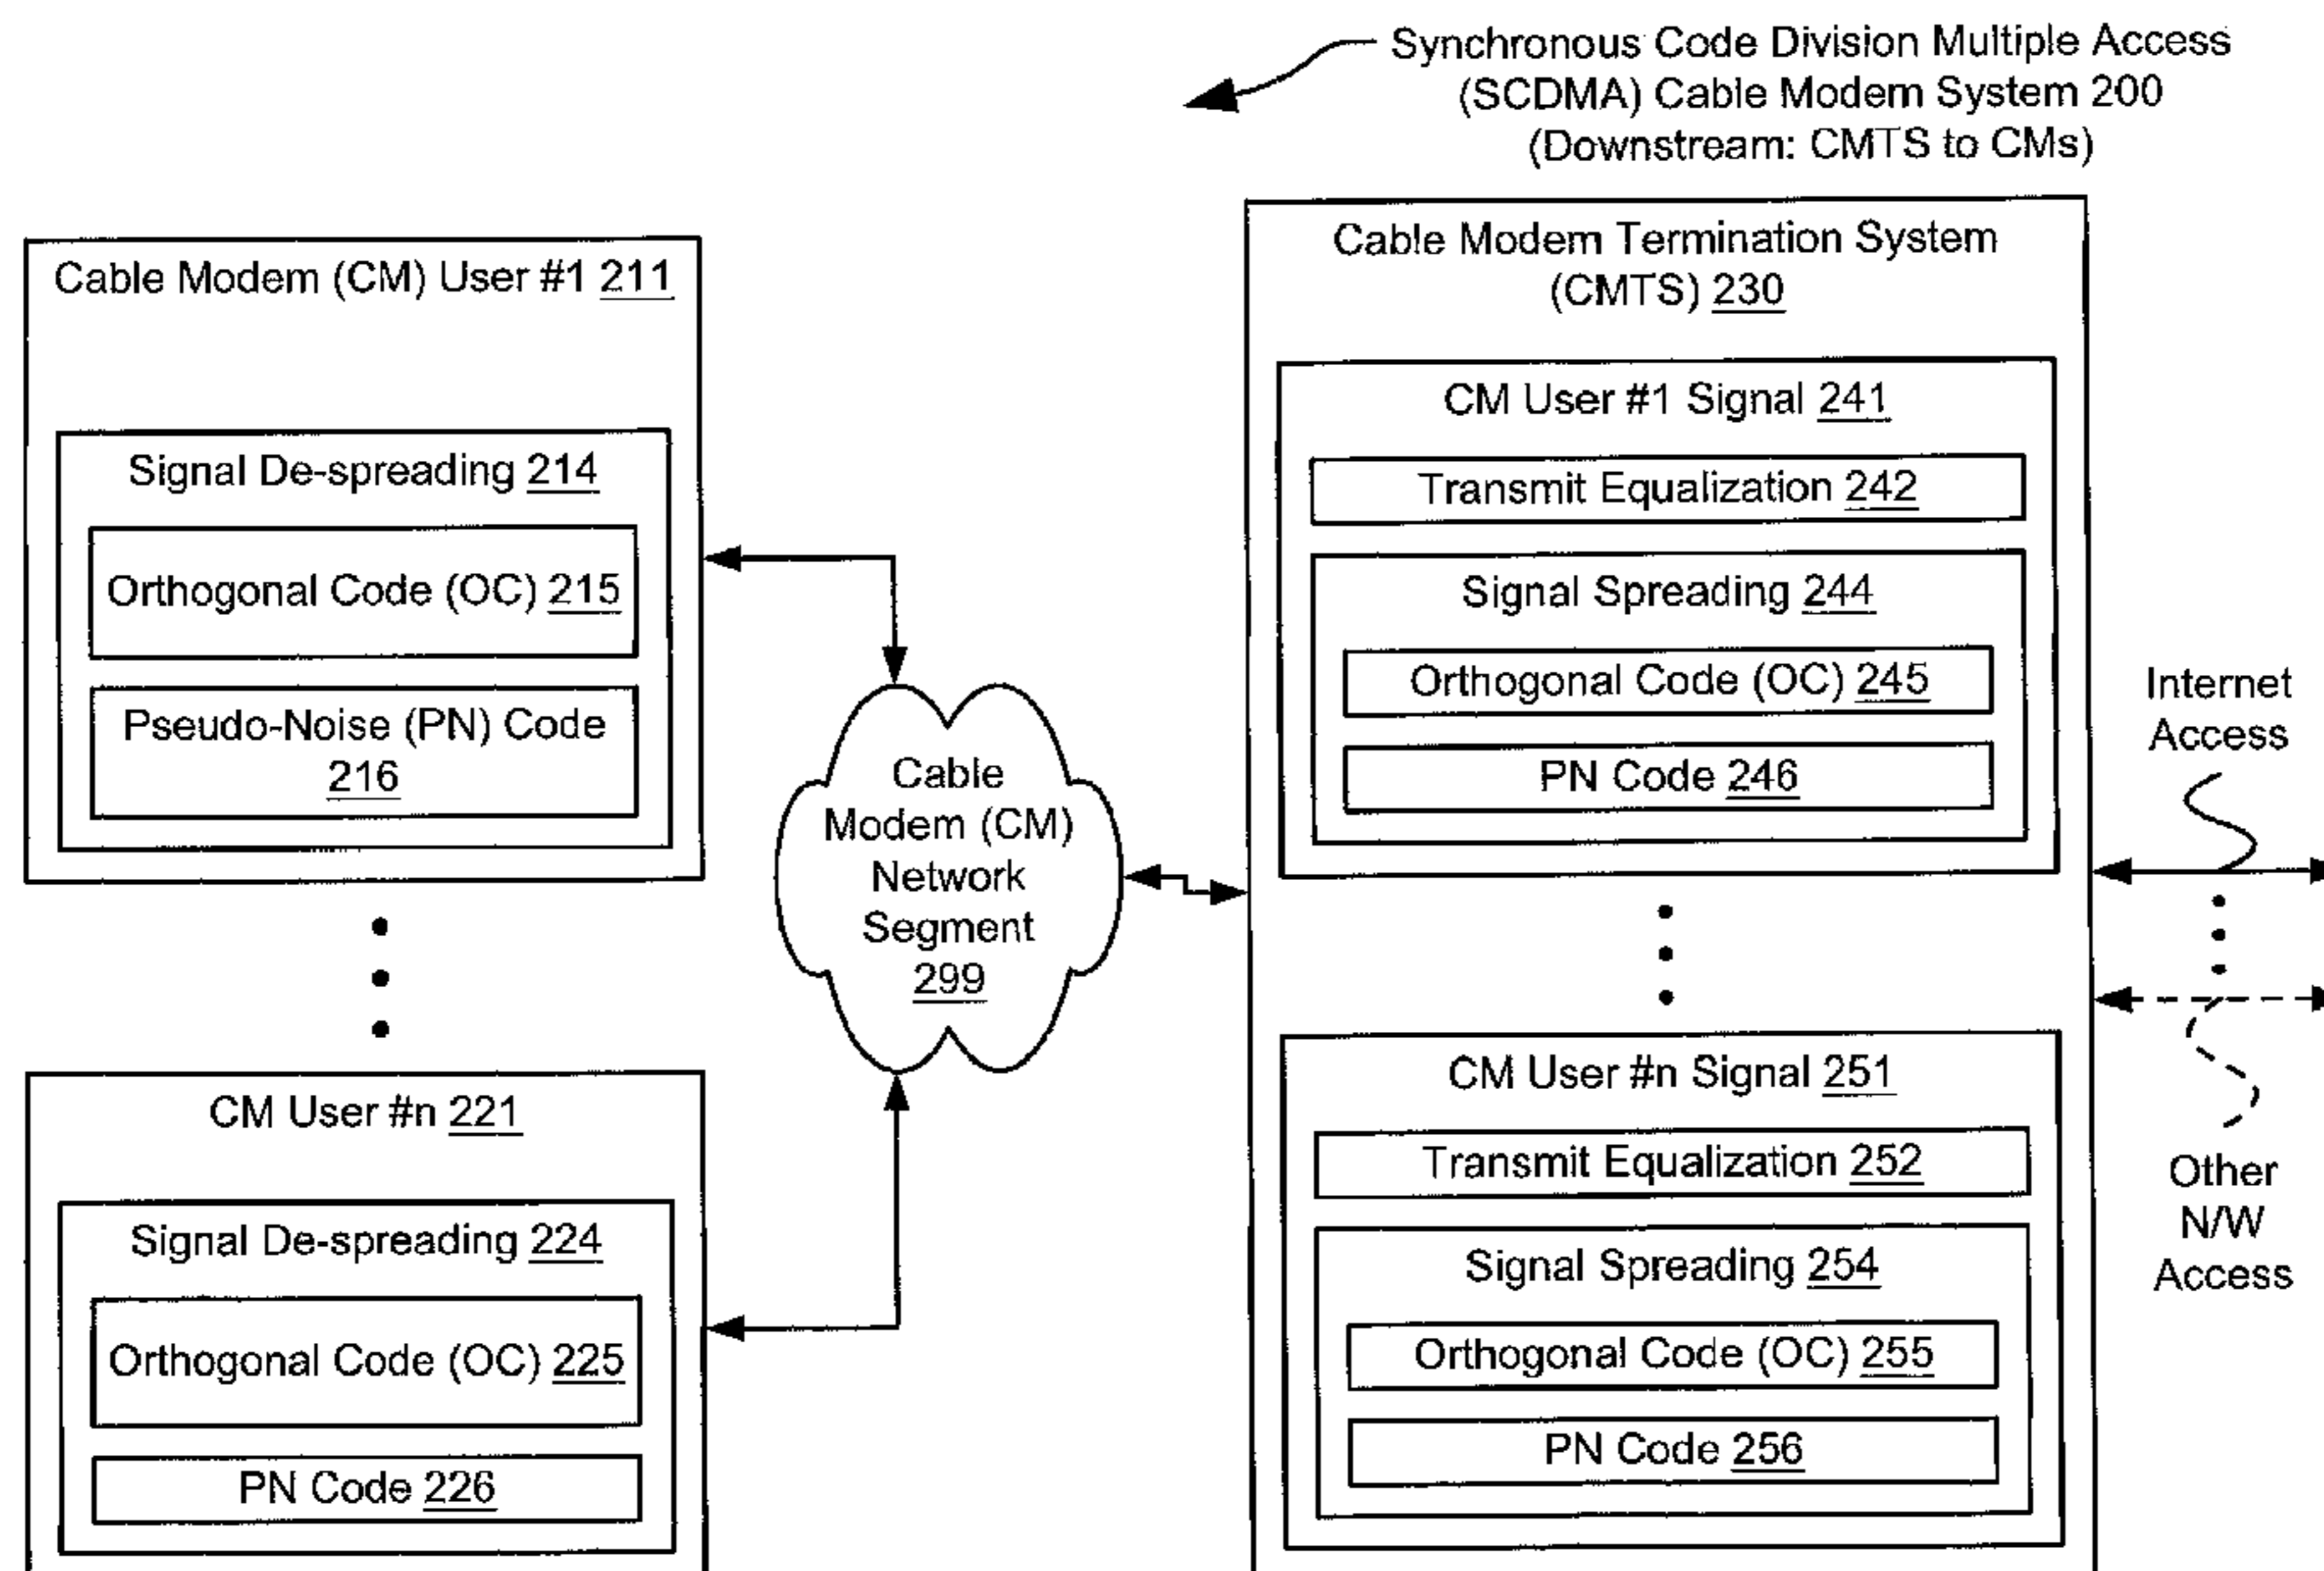 Synchronous Code Division Multiple Access
(SCDMA) Cable Modem System 200
(Downstream: CMTS to CMs)
Cable Modem (CM) User #1 211
Signal De-spreading 214
Orthogonal Code (OC) 215
Pseudo-Noise (PN) Code
216
CM User #n 221
Signal De-spreading 224
Orthogonal Code (OC) 225
PN Code 226
Cable
Modem (CM)
Network
Segment
299
Cable Modem Termination System
(CMTS) 230
CM User #1 Signal 241
Transmit Equalization 242
Signal Spreading 244
Orthogonal Code (OC) 245
PN Code 246
CM User #n Signal 251
Transmit Equalization 252
Signal Spreading 254
Orthogonal Code (OC) 255
PN Code 256
Internet
Access
Other
N/W
Access